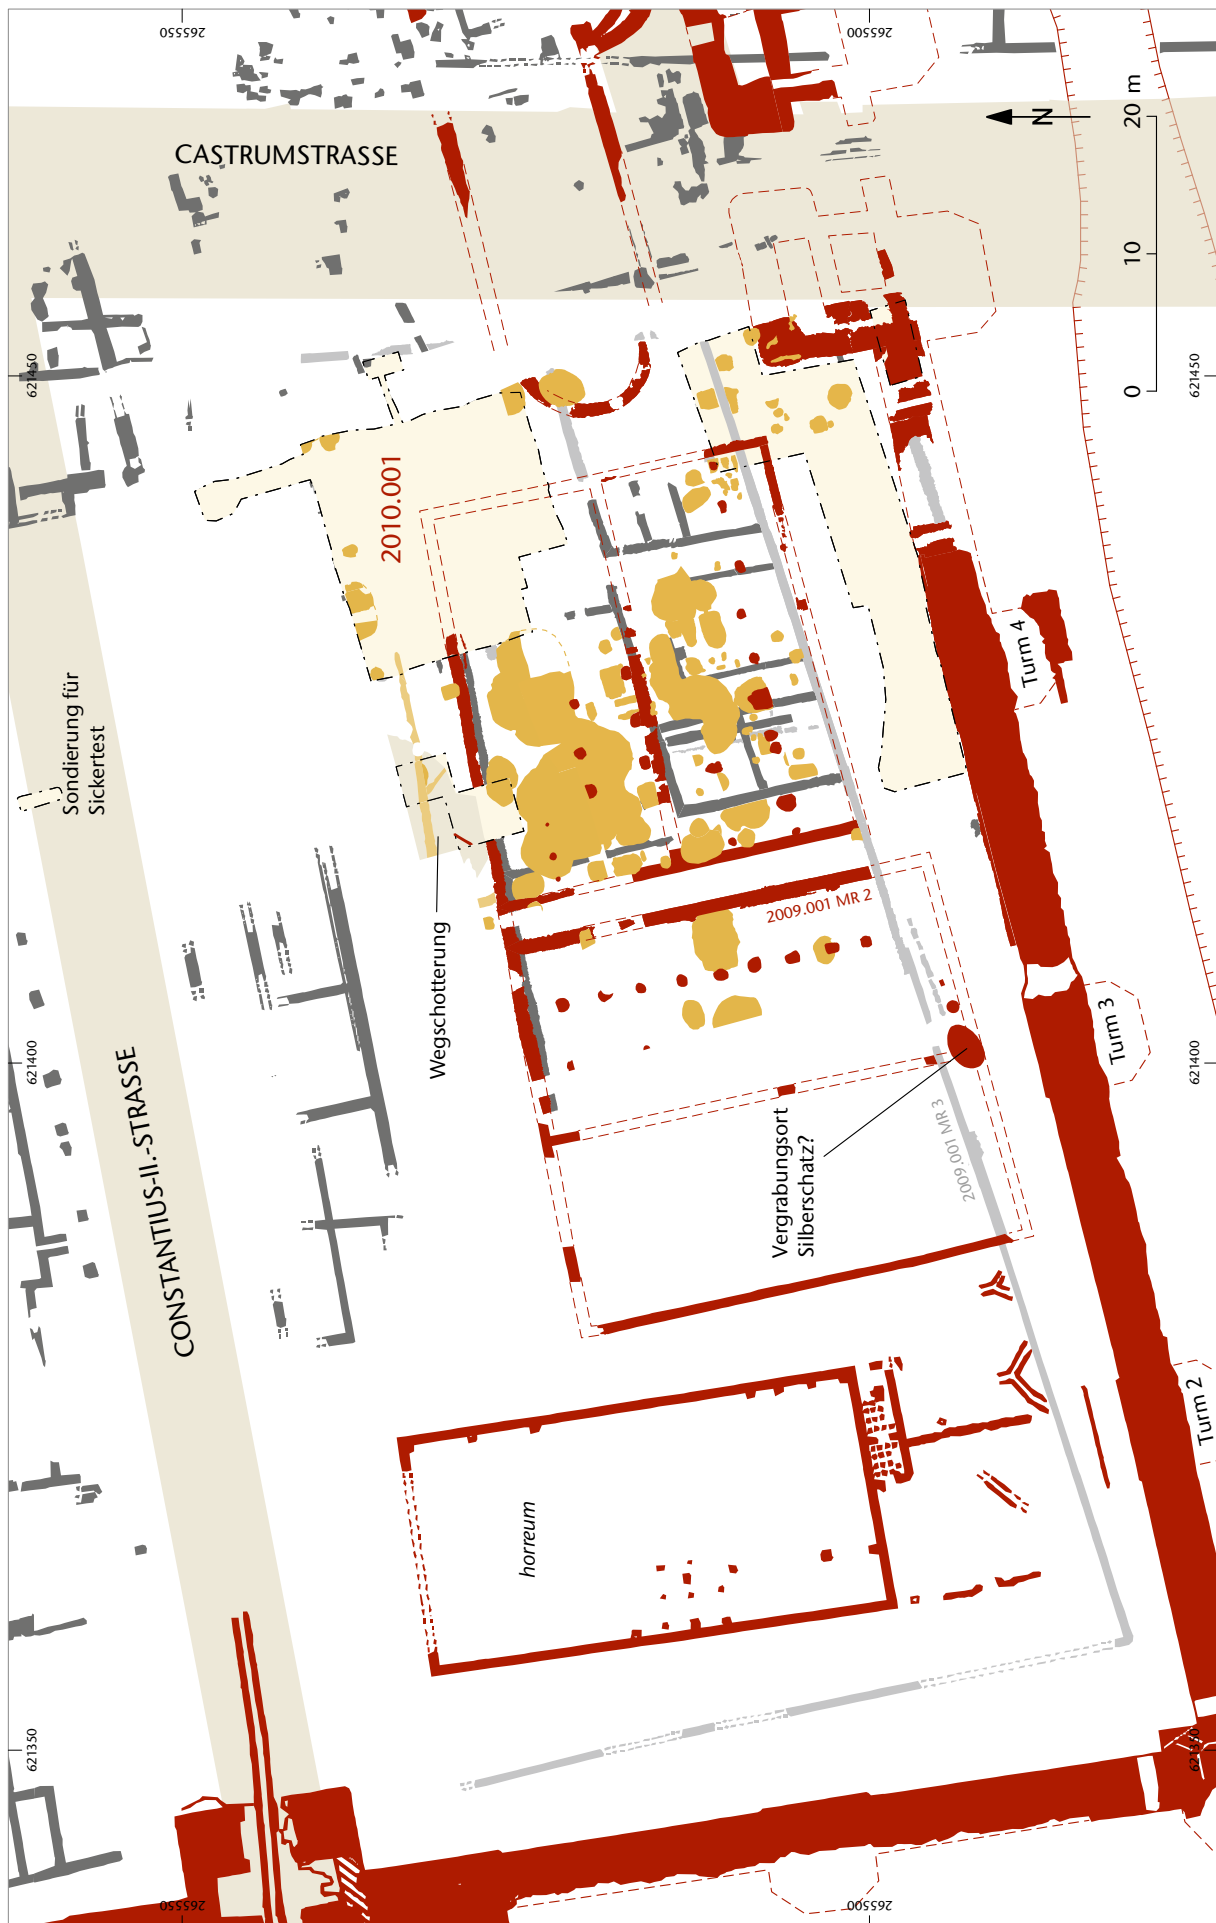 265550
265500
CASTRUMSTRASSE
N
20 m
10
0
621450
621450
2010.001
Sondierung für
Sickertest
Turm 4
Wegschotterung
2009.001 MR 2
CONSTANTIUS-II.-STRASSE
621400
621400
Turm 3
Vergrabungsort
Silberschatz?
2009.001 MR 3
Turm 2
horreum
621350
621350
265550
265500